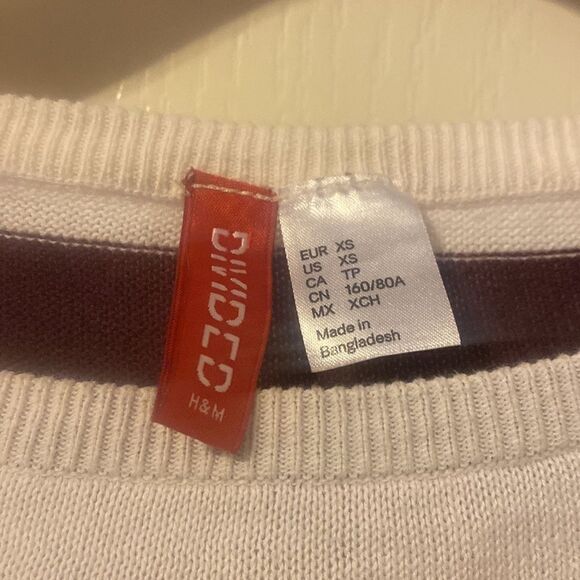 DIVIDED
H&M
EUR XS
US XS
CA TP
CN 160/80A
MX XCH
Made in
Bangladesh